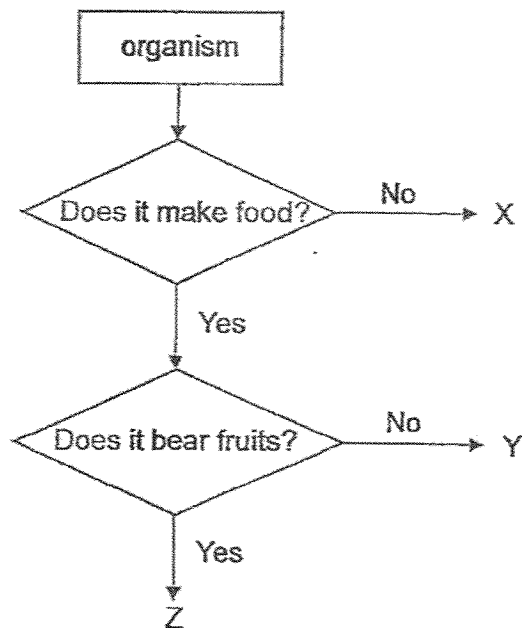 organism
Does it make food?
No
X
Yes
Does it bear fruits?
No
Y
Yes
Z